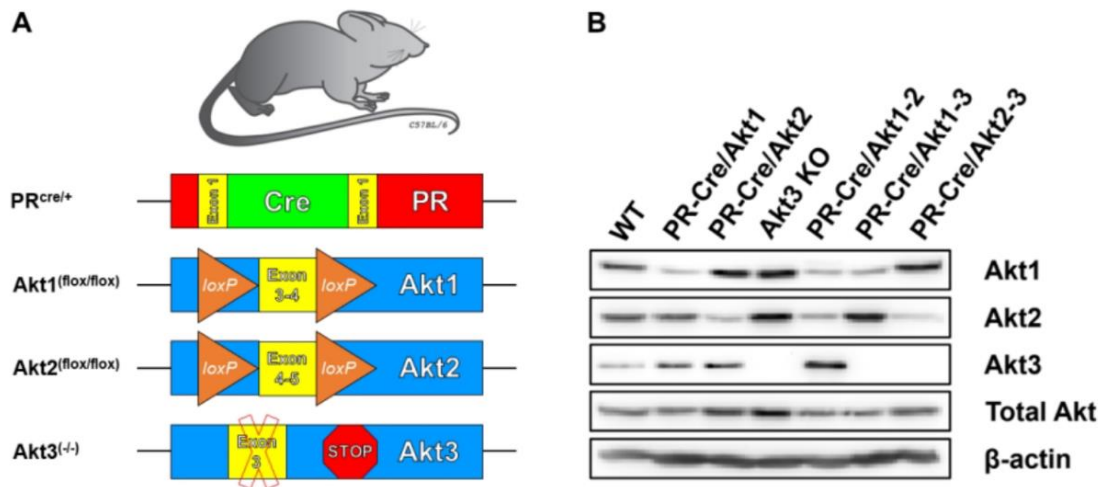 A
C57BL/6
PRcre/+
Exon 1
Cre
Exon 1
PR
Akt1(flox/flox)
loxP
Exon
3-4
loxP
Akt1
Akt2(flox/flox)
loxP
Exon
4-5
loxP
Akt2
Akt3(-/-)
Exon
3
STOP
Akt3
B
WT
PR-Cre/Akt1
PR-Cre/Akt2
Akt3 KO
PR-Cre/Akt1-2
PR-Cre/Akt1-3
PR-Cre/Akt2-3
Akt1
Akt2
Akt3
Total Akt
β-actin